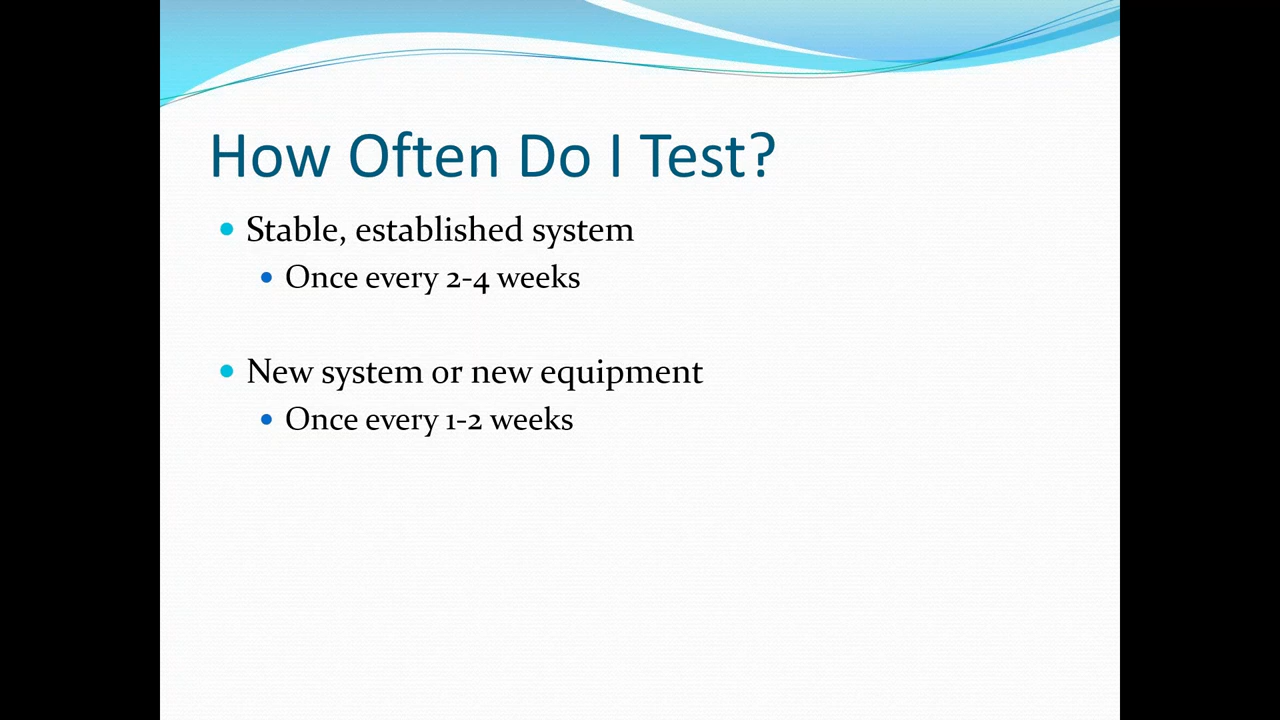 How Often Do I Test?
Stable, established system
Once every 2-4 weeks
New system or new equipment
Once every 1-2 weeks